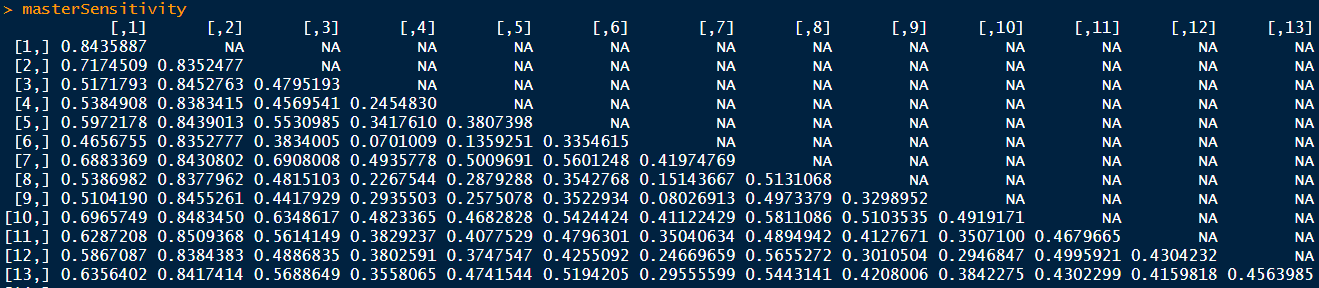 > masterSensitivity
[,1] [,2] [,3] [,4] [,5] [,6] [,7] [,8] [,9] [,10] [,11] [,12] [,13]
[1,] 0.8435887 NA NA NA NA NA NA NA NA NA NA NA NA
[2,] 0.7174509 0.8352477 NA NA NA NA NA NA NA NA NA NA NA
[3,] 0.5171793 0.8452763 0.4795193 NA NA NA NA NA NA NA NA NA NA
[4,] 0.5384908 0.8383415 0.4569541 0.2454830 NA NA NA NA NA NA NA NA NA
[5,] 0.5972178 0.8439013 0.5530985 0.3417610 0.3807398 NA NA NA NA NA NA NA NA
[6,] 0.4656755 0.8352777 0.3834005 0.0701009 0.1359251 0.3354615 NA NA NA NA NA NA NA
[7,] 0.6883369 0.8430802 0.6908008 0.4935778 0.5009691 0.5601248 0.41974769 NA NA NA NA NA NA
[8,] 0.5386982 0.8377962 0.4815103 0.2267544 0.2879288 0.3542768 0.15143667 0.5131068 NA NA NA NA NA
[9,] 0.5104190 0.8455261 0.4417929 0.2935503 0.2575078 0.3522934 0.08026913 0.4973379 0.3298952 NA NA NA NA
[10,] 0.6965749 0.8483450 0.6348617 0.4823365 0.4682828 0.5424424 0.41122429 0.5811086 0.5103535 0.4919171 NA NA NA
[11,] 0.6287208 0.8509368 0.5614149 0.3829237 0.4077529 0.4796301 0.35040634 0.4894942 0.4127671 0.3507100 0.4679665 NA NA
[12,] 0.5867087 0.8384383 0.4886835 0.3802591 0.3747547 0.4255092 0.24669659 0.5655272 0.3010504 0.2946847 0.4995921 0.4304232 NA
[13,] 0.6356402 0.8417414 0.5688649 0.3558065 0.4741544 0.5194205 0.29555599 0.5443141 0.4208006 0.3842275 0.4302299 0.4159818 0.4563985